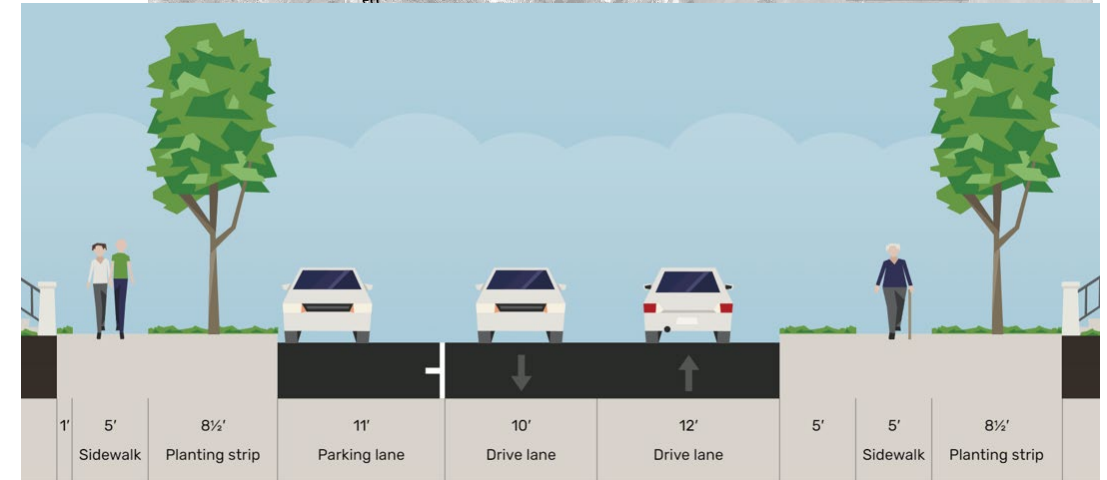 1' 5' 8½' 11' 10' 12' 5' 5' 8½'
Sidewalk Planting strip Parking lane Drive lane Drive lane Sidewalk Planting strip